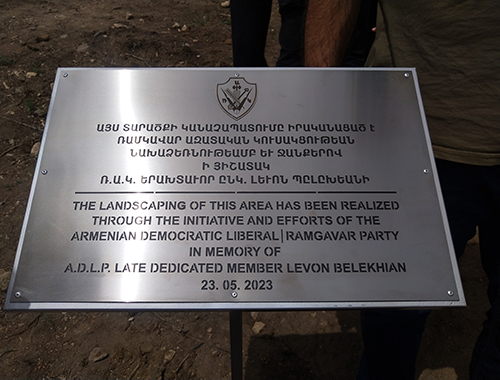 ԱՅՍ ՏԱՐԱԾՔԻ ԿԱՆԱՉԱՊԱՏՈՒՄԸ ԻՐԱԿԱՆԱՑԱԾ Է
ՌԱՄԿԱՎԱՐ ԱԶԱՏԱԿԱՆ ԿՈՒՍԱԿՑՈՒԹԵԱՆ
ՆԱԽԱՁԵՌՆՈՒԹԵԱՄԲ ԵՒ ՋԱՆՔԵՐՈՎ
Ի ՅԻՇԱՏԱԿ
Ռ.Ա.Կ. ԵՐԱԽՏԱՒՈՐ ԸՆԿ. ԼԵՒՈՆ ՊԸԼԸԽԵԱՆԻ
THE LANDSCAPING OF THIS AREA HAS BEEN REALIZED
THROUGH THE INITIATIVE AND EFFORTS OF THE
ARMENIAN DEMOCRATIC LIBERAL|RAMGAVAR PARTY
IN MEMORY OF
A.D.L.P. LATE DEDICATED MEMBER LEVON BELEKHIAN
23. 05. 2023